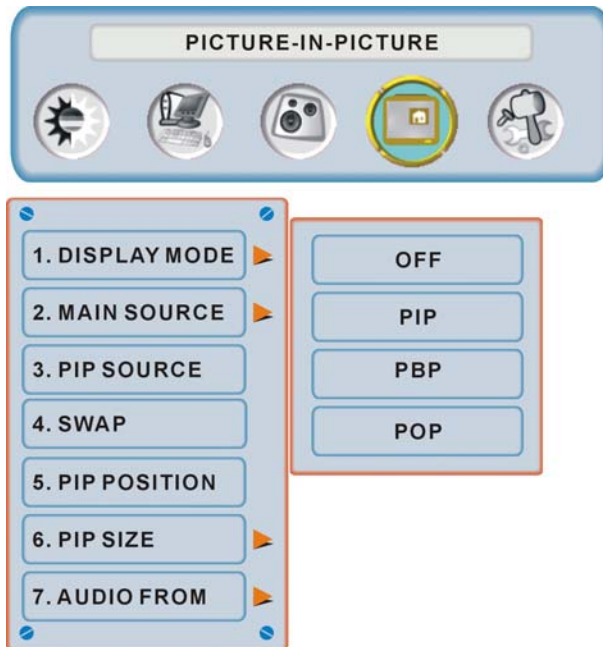 PICTURE-IN-PICTURE
1. DISPLAY MODE
2. MAIN SOURCE
3. PIP SOURCE
4. SWAP
5. PIP POSITION
6. PIP SIZE
7. AUDIO FROM
OFF
PIP
PBP
POP